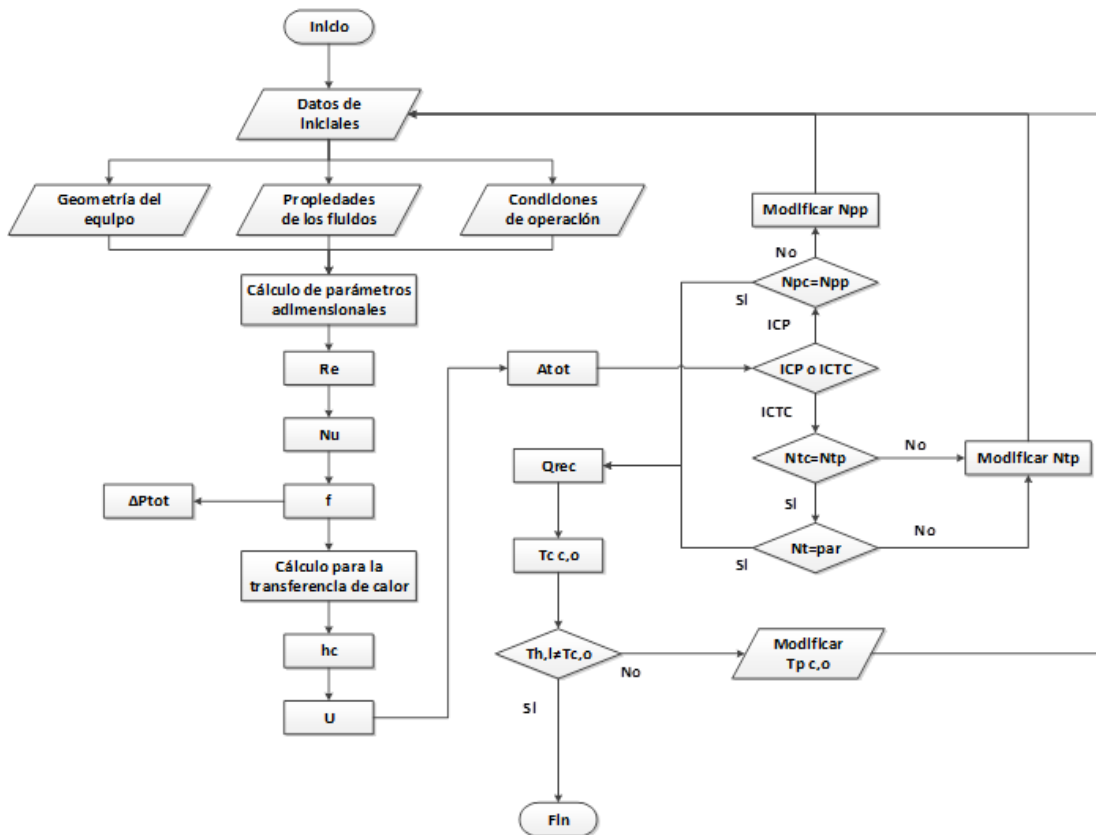 Inicio
Datos de
iniciales
Geometría del
equipo
Propiedades
de los fluidos
Condiciones
de operación
Cálculo de parámetros
adimensionales
Re
Nu
f
ΔPtot
Cálculo para la
transferencia de calor
hc
U
Atot
ICP o ICTC
ICP
Npc=Npp
No
Si
Modificar Npp
ICTC
Ntc=Ntp
No
Modificar Ntp
Si
Nt=par
No
Si
Qrec
Tc c,o
Th,i≠Tc,o
No
Modificar
Tp c,o
Si
Fin